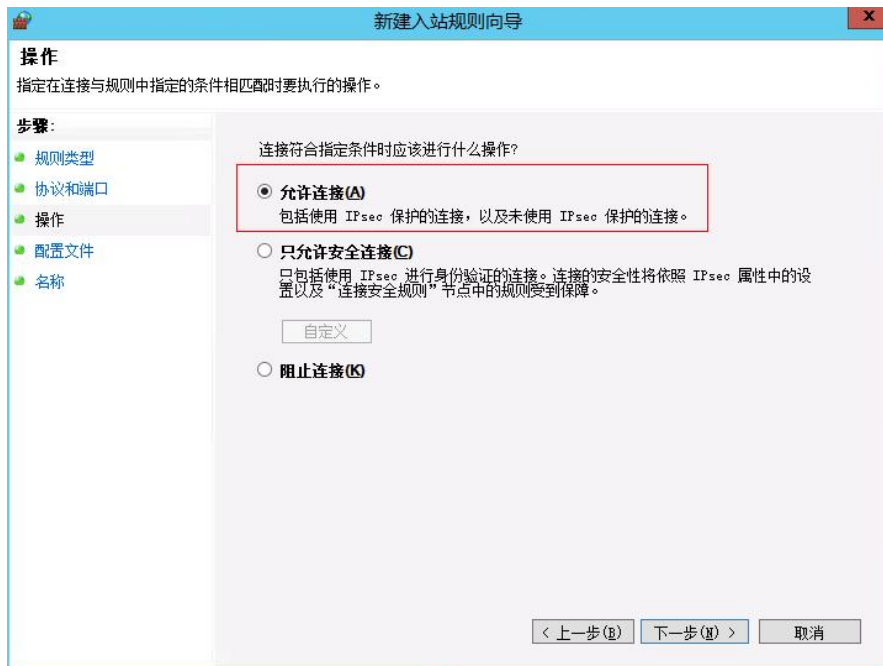 新建入站规则向导
x
操作
指定在连接与规则中指定的条件相匹配时要执行的操作。
步骤:
规则类型
协议和端口
操作
配置文件
名称
连接符合指定条件时应该进行什么操作?
允许连接(A)
包括使用 IPsec 保护的连接，以及未使用 IPsec 保护的连接。
只允许安全连接(C)
只包括使用 IPsec 进行身份验证的连接。连接的安全性将依照 IPsec 属性中的设
置以及“连接安全规则”节点中的规则受到保障。
自定义
阻止连接(K)
< 上一步(B)
下一步(N) >
取消